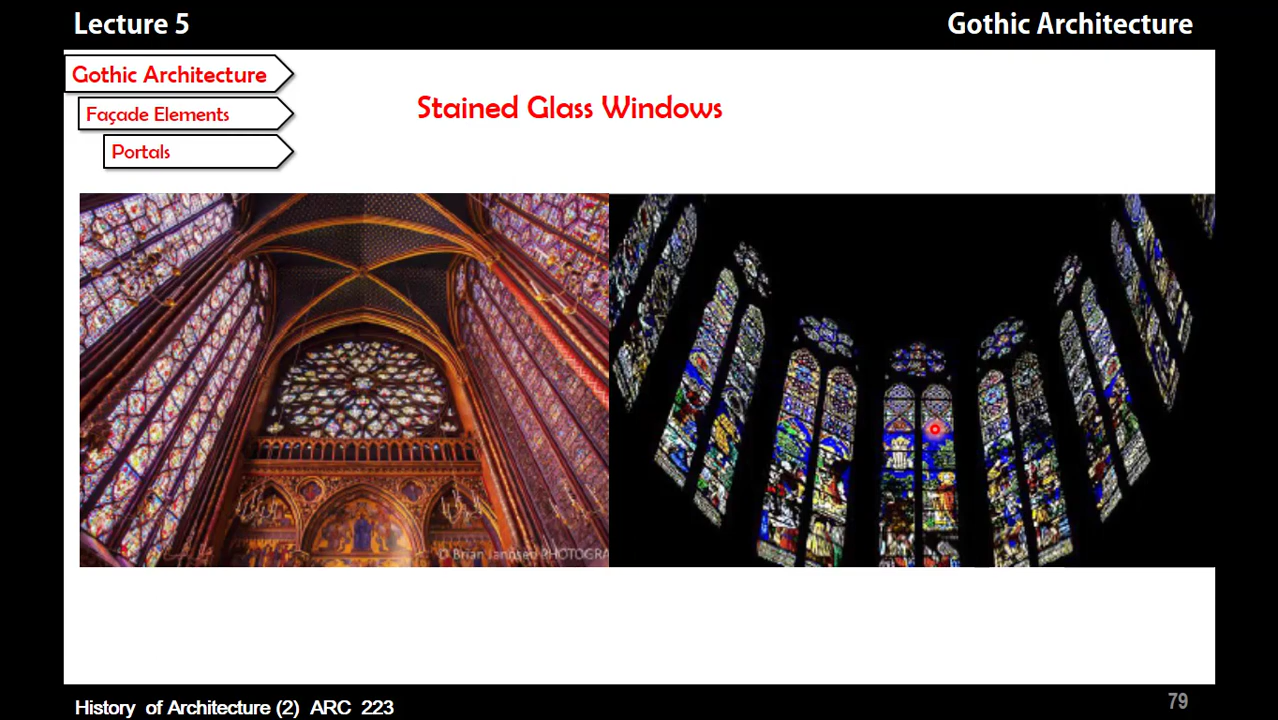 Lecture 5
Gothic Architecture
Gothic Architecture
Façade Elements
Portals
Stained Glass Windows
© Brian Jannsen PHOTOGRA
History of Architecture (2) ARC 223
79